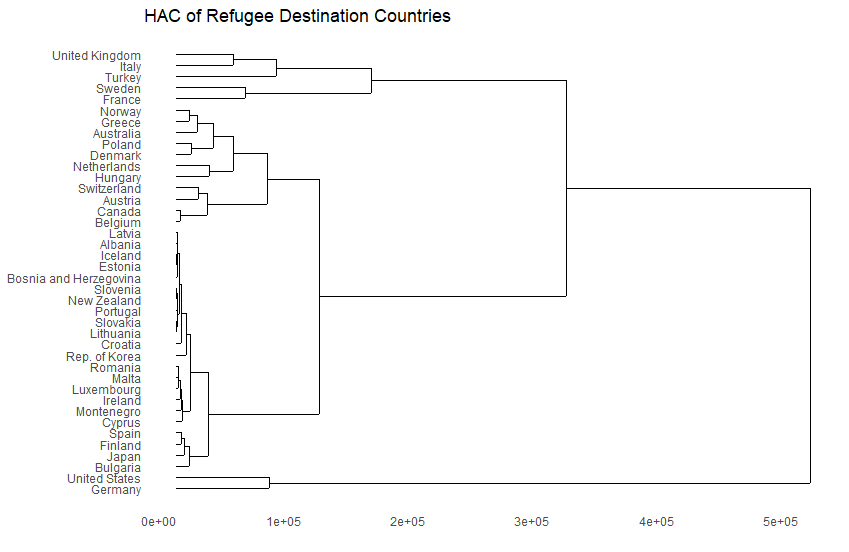 HAC of Refugee Destination Countries
United Kingdom
Italy
Turkey
Sweden
France
Norway
Greece
Australia
Poland
Denmark
Netherlands
Hungary
Switzerland
Austria
Canada
Belgium
Latvia
Albania
Iceland
Estonia
Bosnia and Herzegovina
Slovenia
New Zealand
Portugal
Slovakia
Lithuania
Croatia
Rep. of Korea
Romania
Malta
Luxembourg
Ireland
Montenegro
Cyprus
Spain
Finland
Japan
Bulgaria
United States
Germany
0e+00 1e+05 2e+05 3e+05 4e+05 5e+05